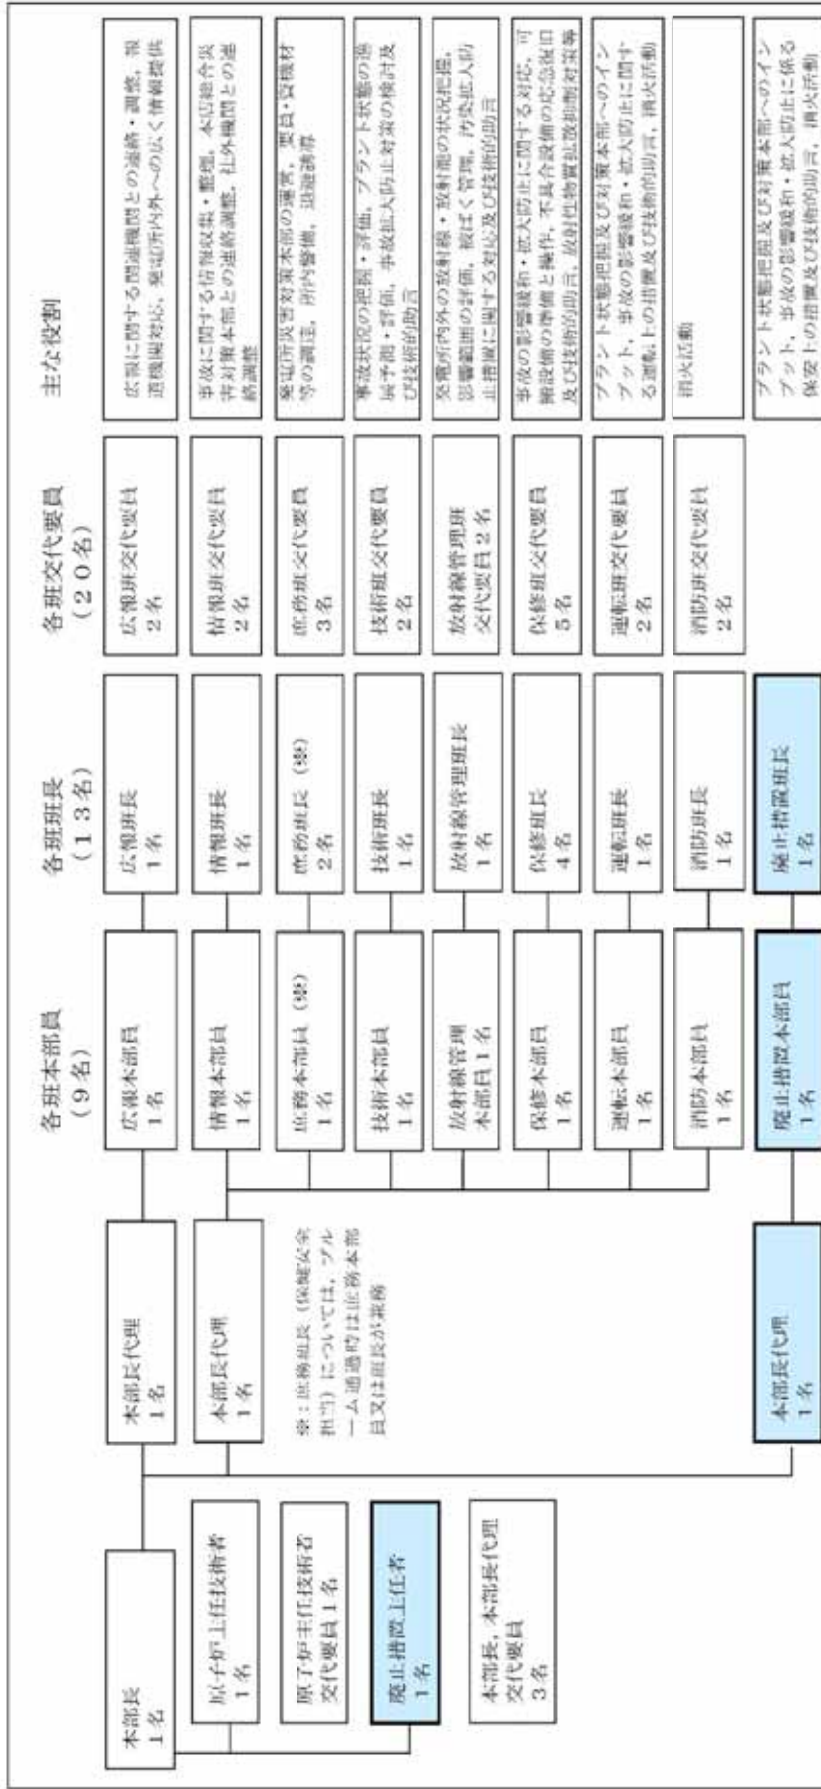 各班本部員
(9名)
各班班長
(13名)
各班交代要員
(20名)
主な役割
本部長
1名
原子炉主任技術者
1名
原子炉主任技術者
交代要員1名
廃止措置主任者
1名
本部長，本部長代理
交代要員
3名
本部長代理
1名
本部長代理
1名
※：庶務班長（保健安全
担当）については，プル
ーム通過時は庶務本部
員又は班長が兼務
本部長代理
1名
広報本部員
1名
広報班長
1名
広報班交代要員
2名
広報に関する関連機関との連絡・調整，報
道機関対応，発電所内外への広く情報提供
情報本部員
1名
情報班長
1名
情報班交代要員
2名
事故に関する情報収集・整理，本店総合災
害対策本部との連絡調整，社外機関との連
絡調整
庶務本部員（※）
1名
庶務班長（※）
2名
庶務班交代要員
3名
発電所災害対策本部の運営，要員・資機材
等の調達，所内警備，退避誘導
技術本部員
1名
技術班長
1名
技術班交代要員
2名
事故状況の把握・評価，プラント状態の進
展予測・評価，事故拡大防止対策の検討及
び技術的助言
放射線管理
本部員1名
放射線管理班長
1名
放射線管理班
交代要員2名
発電所内外の放射線・放射能の状況把握，
影響範囲の評価，被ばく管理，汚染拡大防
止措置に関する対応及び技術的助言
保修本部員
1名
保修班長
4名
保修班交代要員
5名
事故の影響緩和・拡大防止に関する対応，可
搬設備の準備と操作，不具合設備の応急復旧
及び技術的助言，放射性物質拡散抑制対策等
運転本部員
1名
運転班長
1名
運転班交代要員
2名
プラント状態把握及び対策本部へのイン
プット，事故の影響緩和・拡大防止に関す
る運転上の措置及び技術的助言，消火活動
消防本部員
1名
消防班長
1名
消防班交代要員
2名
消火活動
廃止措置本部員
1名
廃止措置班長
1名
プラント状態把握及び対策本部へのイン
プット，事故の影響緩和・拡大防止に係る
保安上の措置及び技術的助言，消火活動